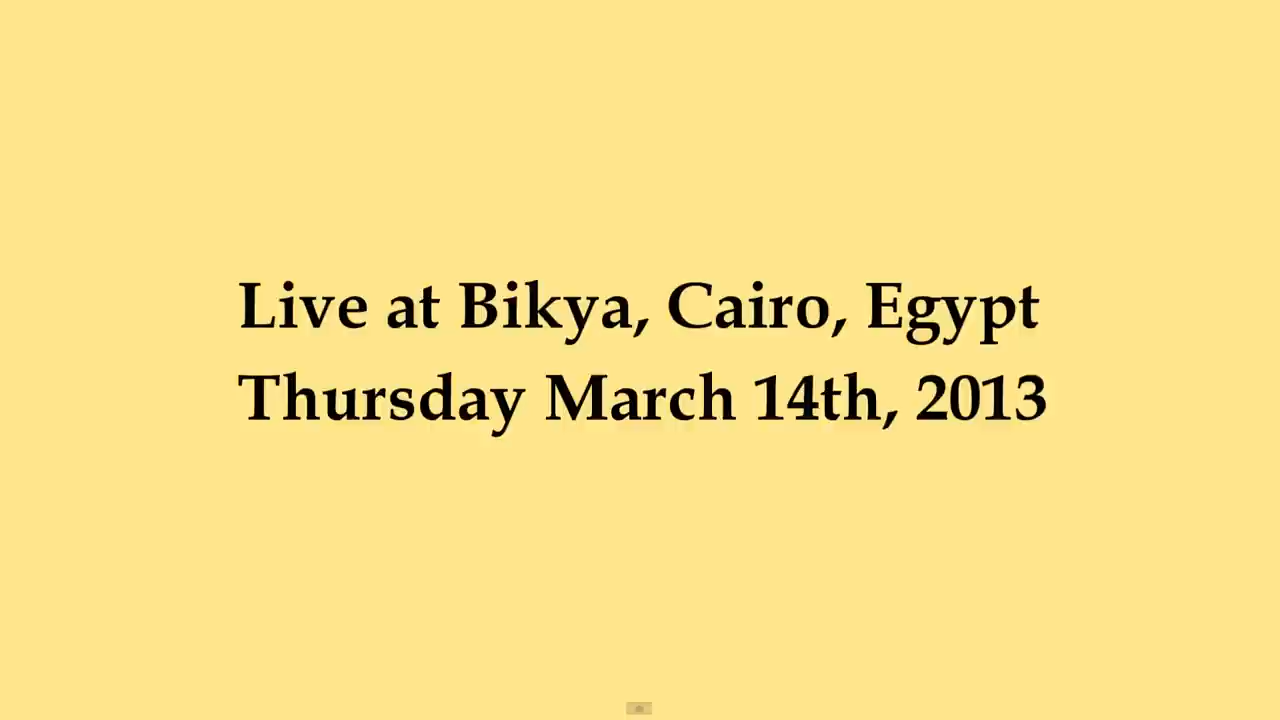 Live at Bikya, Cairo, Egypt
Thursday March 14th, 2013